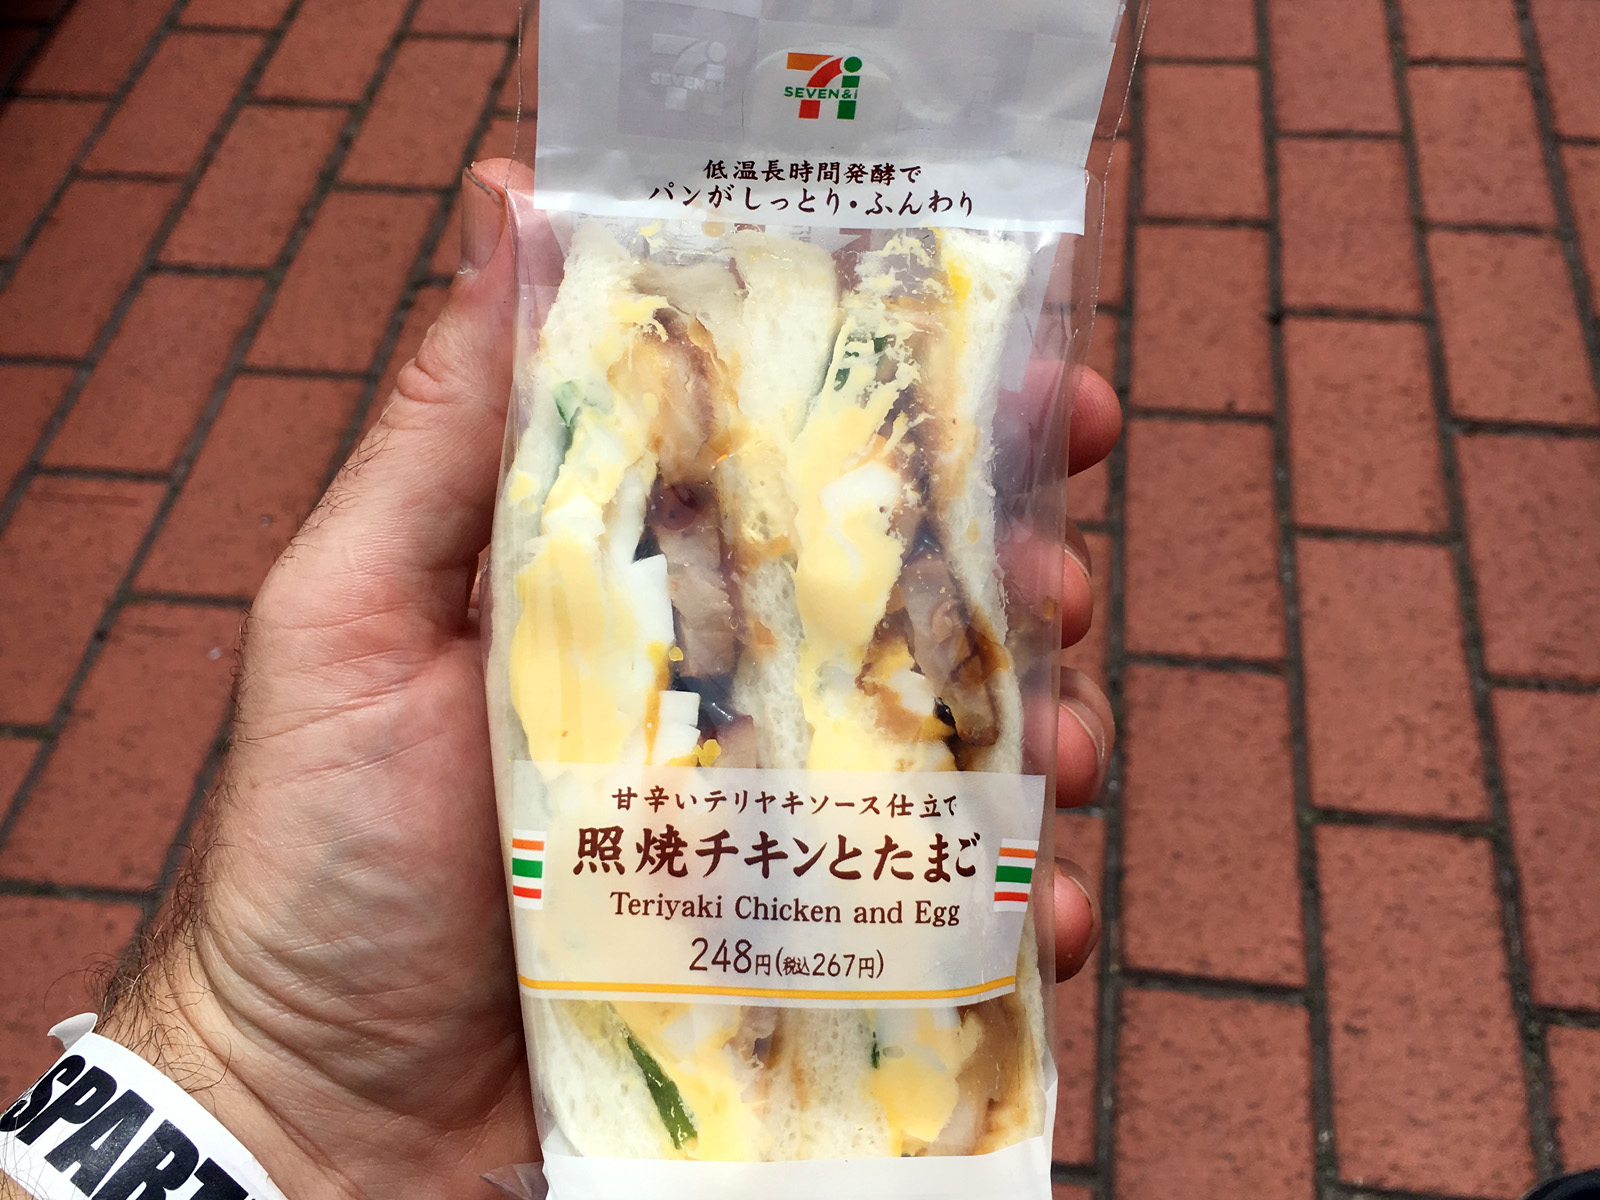 SEVEN&i
低温長時間発酵で
パンがしっとり・ふんわり
甘辛いテリヤキソース仕立て
照焼チキンとたまご
Teriyaki Chicken and Egg
248円(税込267円)
SPART